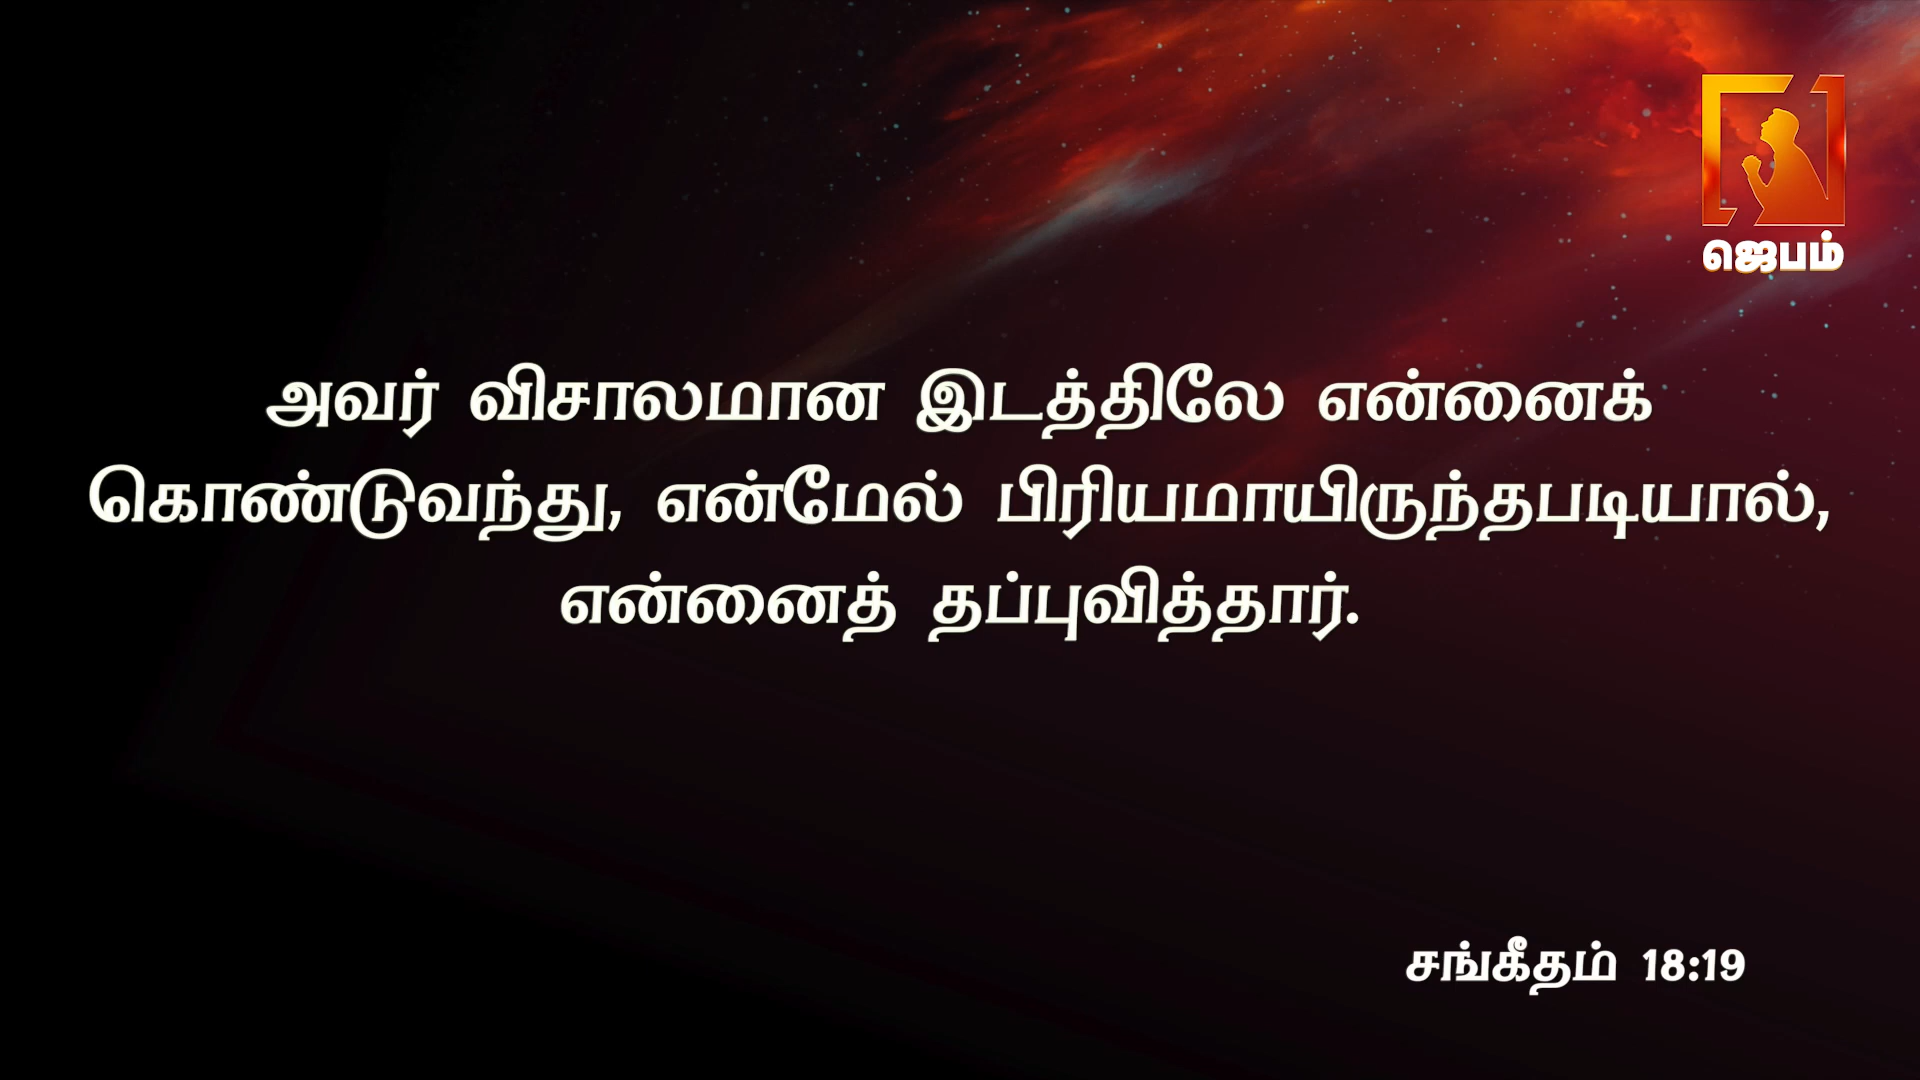 ஜெபம்
அவர் விசாலமான இடத்திலே என்னைக்
கொண்டுவந்து, என்மேல் பிரியமாயிருந்தபடியால்,
என்னைத் தப்புவித்தார்.
சங்கீதம் 18:19